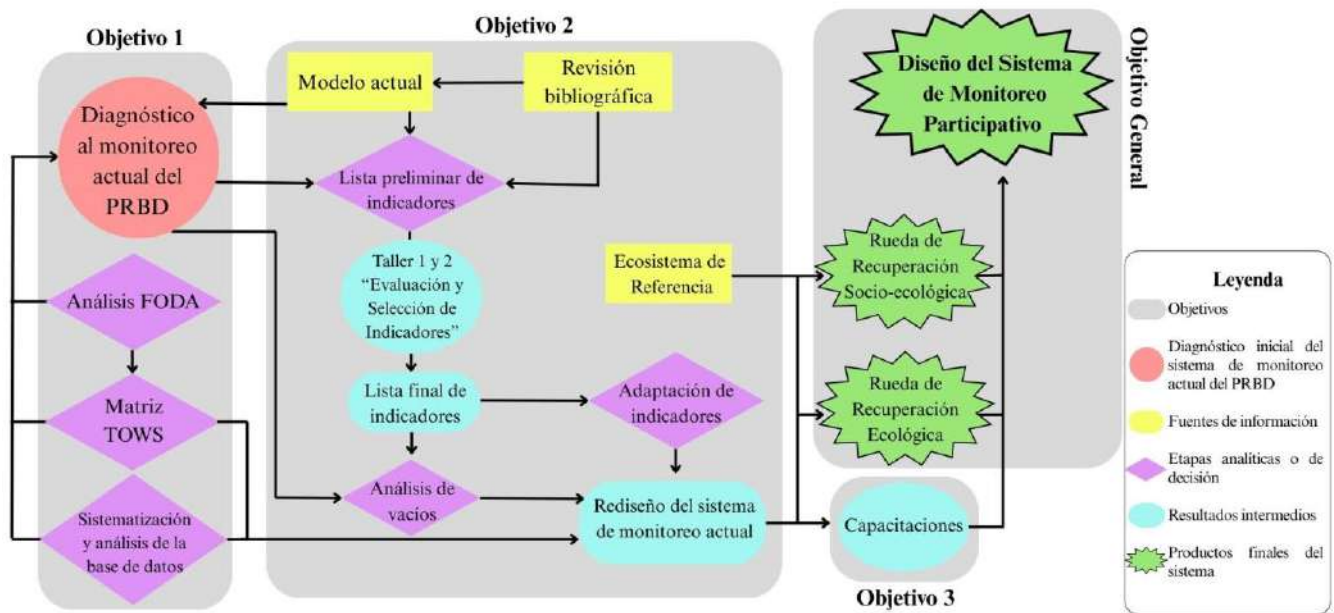 Objetivo 1
Diagnóstico
al monitoreo
actual del
PRBD
Análisis FODA
Matriz
TOWS
Sistematización
y análisis de la
base de datos
Objetivo 2
Modelo actual
Revisión
bibliográfica
Lista preliminar de
indicadores
Taller 1 y 2
“Evaluación y
Selección de
Indicadores”
Lista final de
indicadores
Análisis de
vacíos
Ecosistema de
Referencia
Adaptación de
indicadores
Rediseño del sistema
de monitoreo actual
Objetivo General
Diseño del Sistema
de Monitoreo
Participativo
Rueda de
Recuperación
Socio-ecológica
Rueda de
Recuperación
Ecológica
Capacitaciones
Objetivo 3
Leyenda
Objetivos
Diagnóstico inicial del
sistema de monitoreo
actual del PRBD
Fuentes de información
Etapas analíticas o de
decisión
Resultados intermedios
Productos finales del
sistema